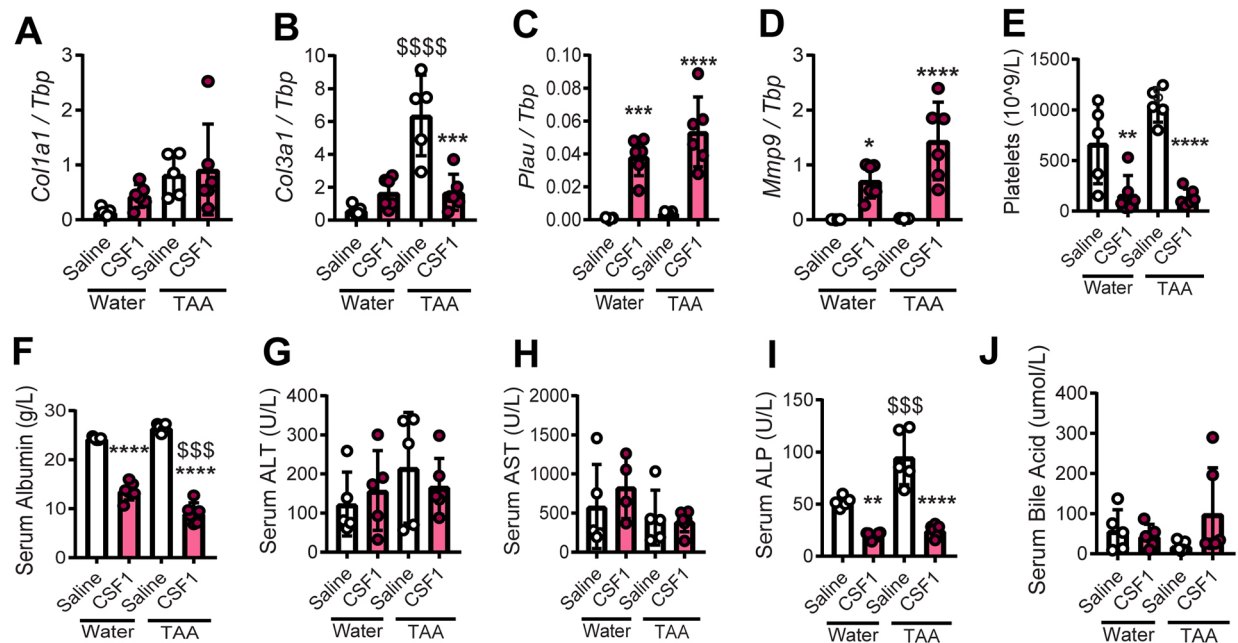 A
Col1a1 / Tbp
3
2
1
0
Saline
CSF1
Saline
CSF1
Water
TAA
B
Col3a1 / Tbp
10
8
6
4
2
0
$$$$
***
Saline
CSF1
Saline
CSF1
Water
TAA
C
Plau / Tbp
0.10
0.08
0.06
0.04
0.02
0.00
***
****
Saline
CSF1
Saline
CSF1
Water
TAA
D
Mmp9 / Tbp
3
2
1
0
*
****
Saline
CSF1
Saline
CSF1
Water
TAA
E
Platelets (10^9/L)
1500
1000
500
0
**
****
Saline
CSF1
Saline
CSF1
Water
TAA
F
Serum Albumin (g/L)
30
20
10
0
****
$$$
****
Saline
CSF1
Saline
CSF1
Water
TAA
G
Serum ALT (U/L)
400
300
200
100
0
Saline
CSF1
Saline
CSF1
Water
TAA
H
Serum AST (U/L)
2000
1500
1000
500
0
Saline
CSF1
Saline
CSF1
Water
TAA
I
Serum ALP (U/L)
150
100
50
0
**
$$$
****
Saline
CSF1
Saline
CSF1
Water
TAA
J
Serum Bile Acid (umol/L)
400
300
200
100
0
Saline
CSF1
Saline
CSF1
Water
TAA